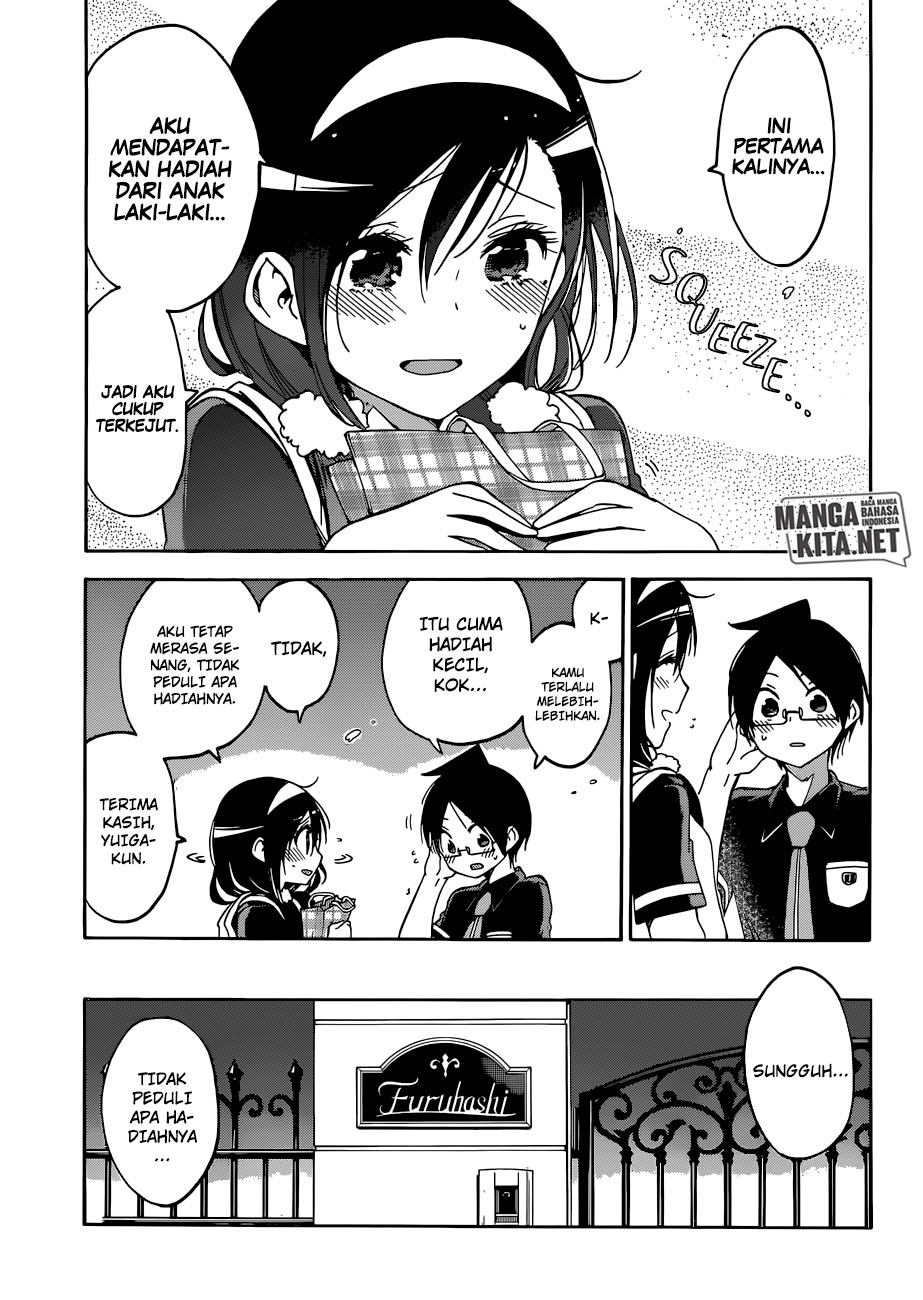 INI
PERTAMA
KALINYA...
AKU
MENDAPAT-
KAN HADIAH
DARI ANAK
LAKI-LAKI...
SQUEEZE...
JADI AKU
CUKUP
TERKEJUT.
MANGA
KITA.NET
BACA MANGA
BAHASA
INDONESIA
K-
KAMU
TERLALU
MELEBIH-
LEBIHKAN.
ITU CUMA
HADIAH
KECIL,
KOK...
TIDAK,
AKU TETAP
MERASA SE-
NANG, TIDAK
PEDULI APA
HADIAHNYA.
TERIMA
KASIH,
YUIGA-
KUN.
SUNGGUH...
Furuhashi
TIDAK
PEDULI
APA HA-
DIAHNYA
...